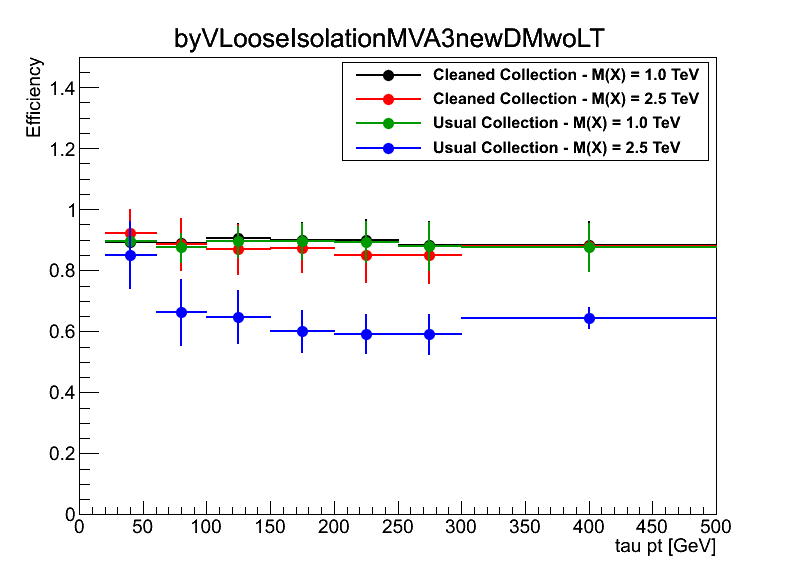 byVLooseIsolationMVA3newDMwoLT
Efficiency
Cleaned Collection - M(X) = 1.0 TeV
Cleaned Collection - M(X) = 2.5 TeV
Usual Collection - M(X) = 1.0 TeV
Usual Collection - M(X) = 2.5 TeV
1.4
1.2
1
0.8
0.6
0.4
0.2
0
0 50 100 150 200 250 300 350 400 450 500
tau pt [GeV]